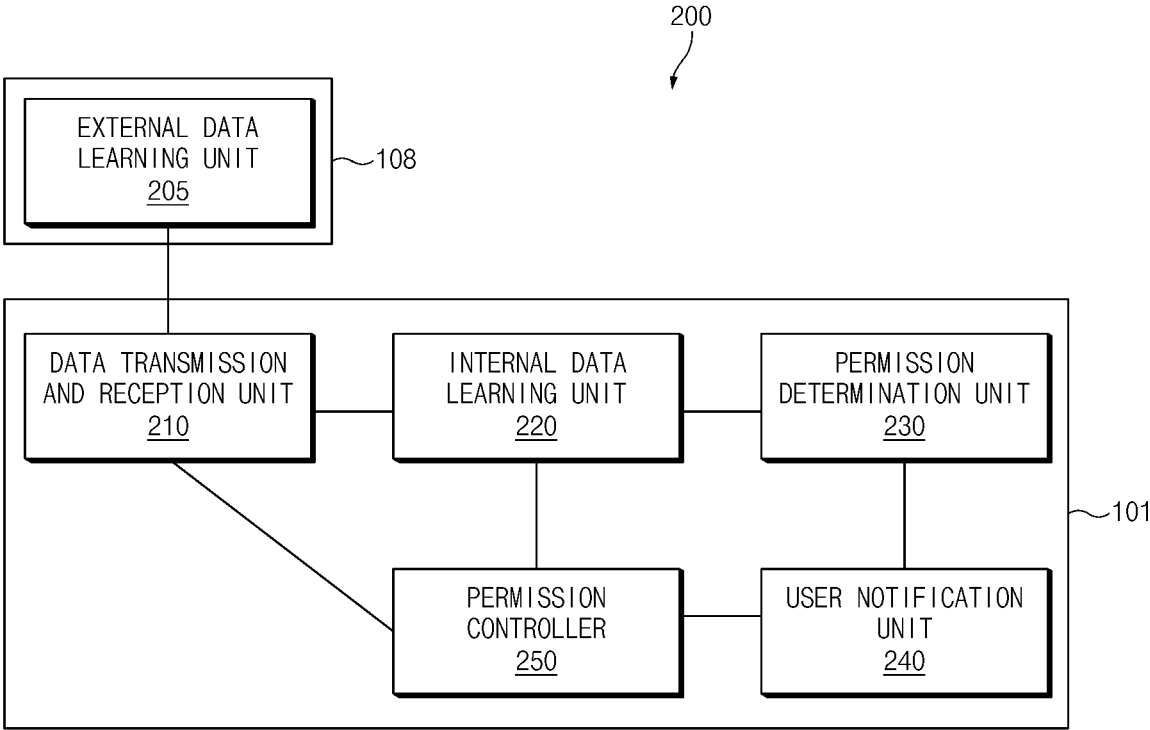 200
EXTERNAL DATA
LEARNING UNIT
205
108
DATA TRANSMISSION
AND RECEPTION UNIT
210
INTERNAL DATA
LEARNING UNIT
220
PERMISSION
DETERMINATION UNIT
230
101
PERMISSION
CONTROLLER
250
USER NOTIFICATION
UNIT
240